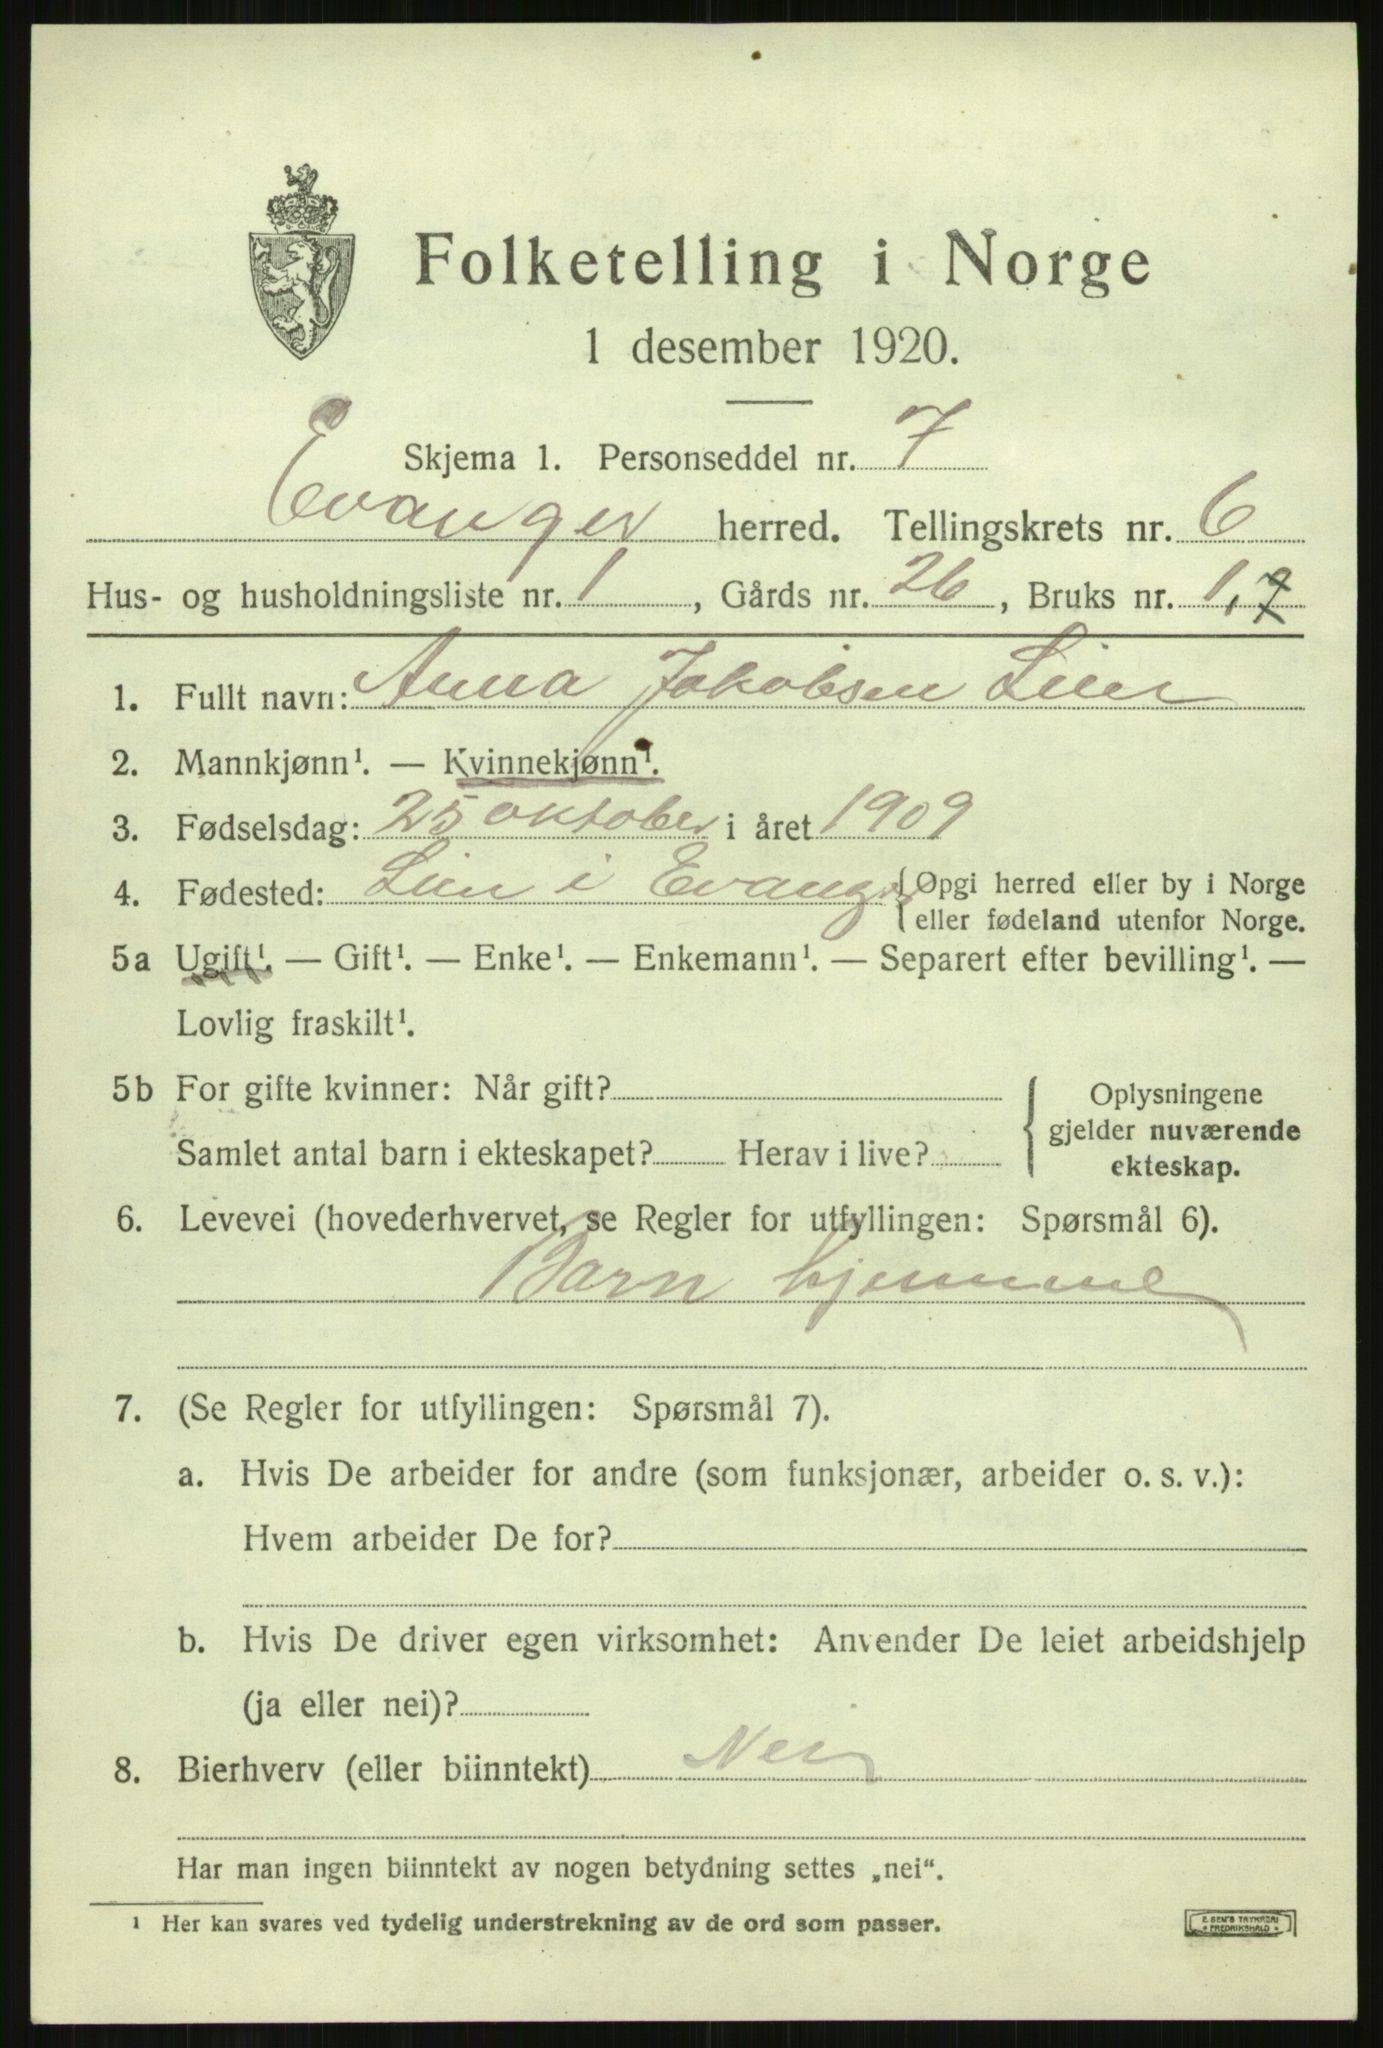 Folketelling i Norge
1 desember 1920.
Skjema 1. Personseddel nr. 7
Evanger herred. Tellingskrets nr. 6
Hus- og husholdningsliste nr. 1, Gårds nr. 26, Bruks nr. 1,
1. Fullt navn: Anna Jakobsen Lien
2. Mannkjønn¹. — Kvinnekjønn¹.
3. Fødselsdag: 25 oktober i året 1909
4. Fødested: Lien i Evanger {Opgi herred eller by i Norge
eller fødeland utenfor Norge.
5a Ugift¹. — Gift¹. — Enke¹. — Enkemann¹. — Separert efter bevilling¹. —
Lovlig fraskilt¹.
5b For gifte kvinner: Når gift?
Samlet antal barn i ekteskapet? Herav i live?
Oplysningene
gjelder nuværende
ekteskap.
6. Levevei (hovederhvervet, se Regler for utfyllingen: Spørsmål 6).
Barn hjemme
7. (Se Regler for utfyllingen: Spørsmål 7).
a. Hvis De arbeider for andre (som funksjonær, arbeider o. s. v.):
Hvem arbeider De for?
b. Hvis De driver egen virksomhet: Anvender De leiet arbeidshjelp
(ja eller nei)?
8. Bierhverv (eller biinntekt) Nei
Har man ingen biinntekt av nogen betydning settes „nei“.
¹ Her kan svares ved tydelig understrekning av de ord som passer.
FREDRIKSHALD